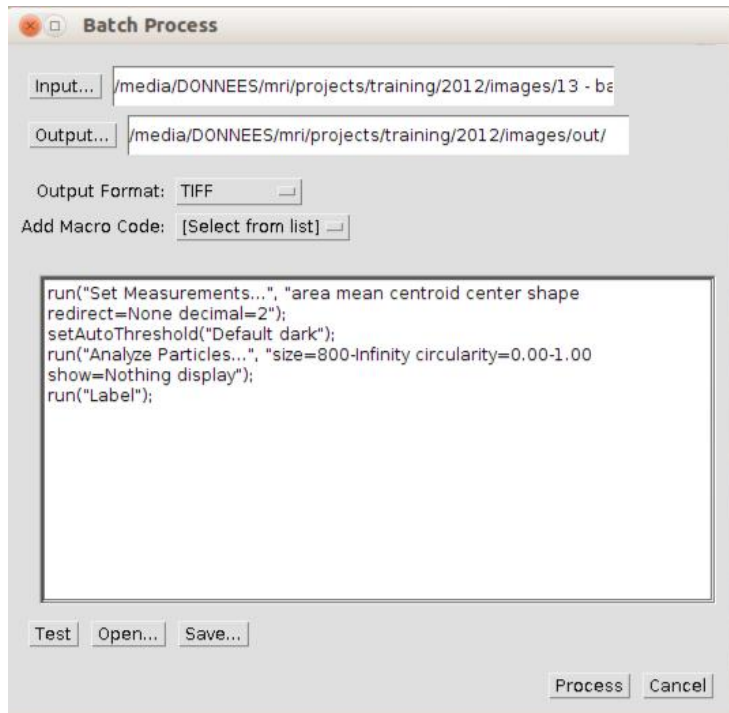 Batch Process
Input... /media/DONNEES/mri/projects/training/2012/images/13 - ba
Output... /media/DONNEES/mri/projects/training/2012/images/out/
Output Format: TIFF
Add Macro Code: [Select from list]
run("Set Measurements...", "area mean centroid center shape
redirect=None decimal=2");
setAutoThreshold("Default dark");
run("Analyze Particles...", "size=800-Infinity circularity=0.00-1.00
show=Nothing display");
run("Label");
Test Open... Save...
Process Cancel